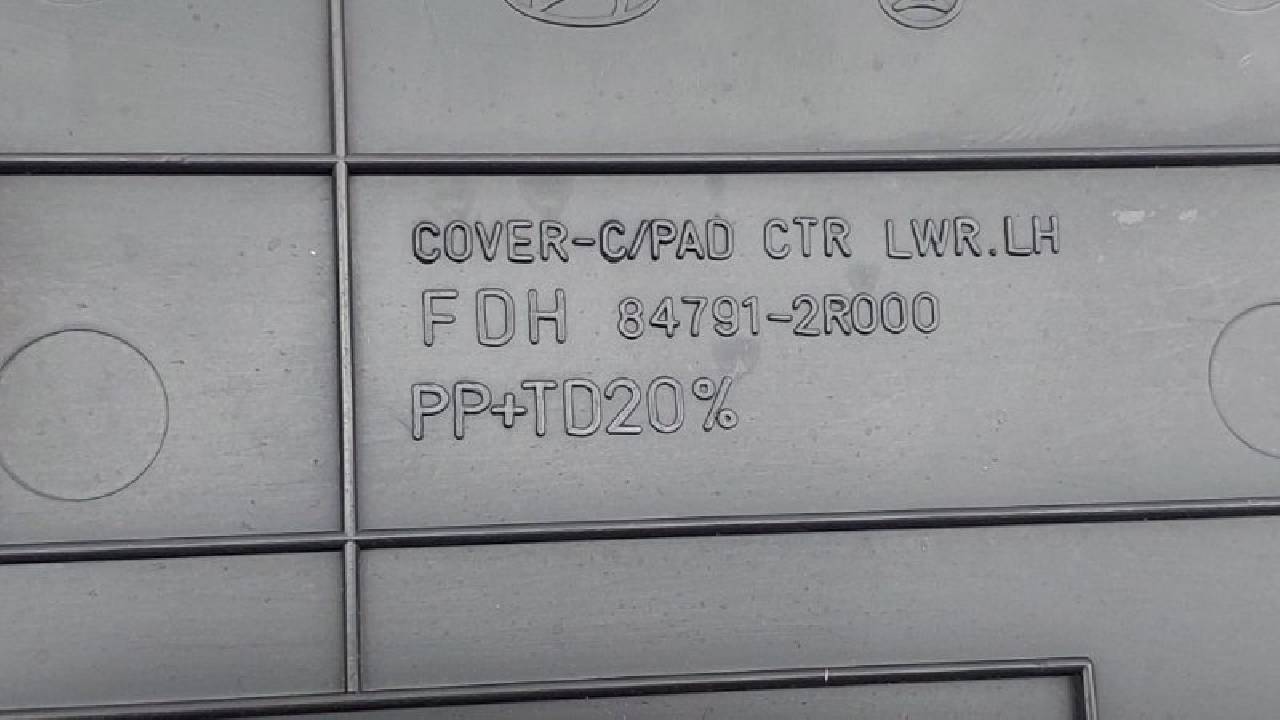 COVER-C/PAD CTR LWR.LH
FDH 84791-2R000
PP+TD20%